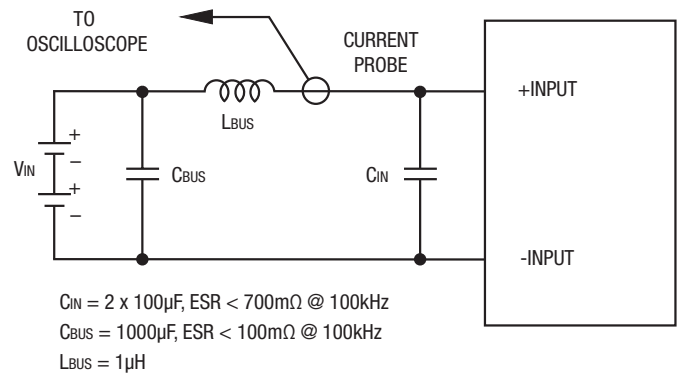 TO
OSCILLOSCOPE
CURRENT
PROBE
+INPUT
LBUS
VIN
+
−
+
−
CBUS
CIN
-INPUT
CIN = 2 x 100µF, ESR < 700mΩ @ 100kHz
CBUS = 1000µF, ESR < 100mΩ @ 100kHz
LBUS = 1µH